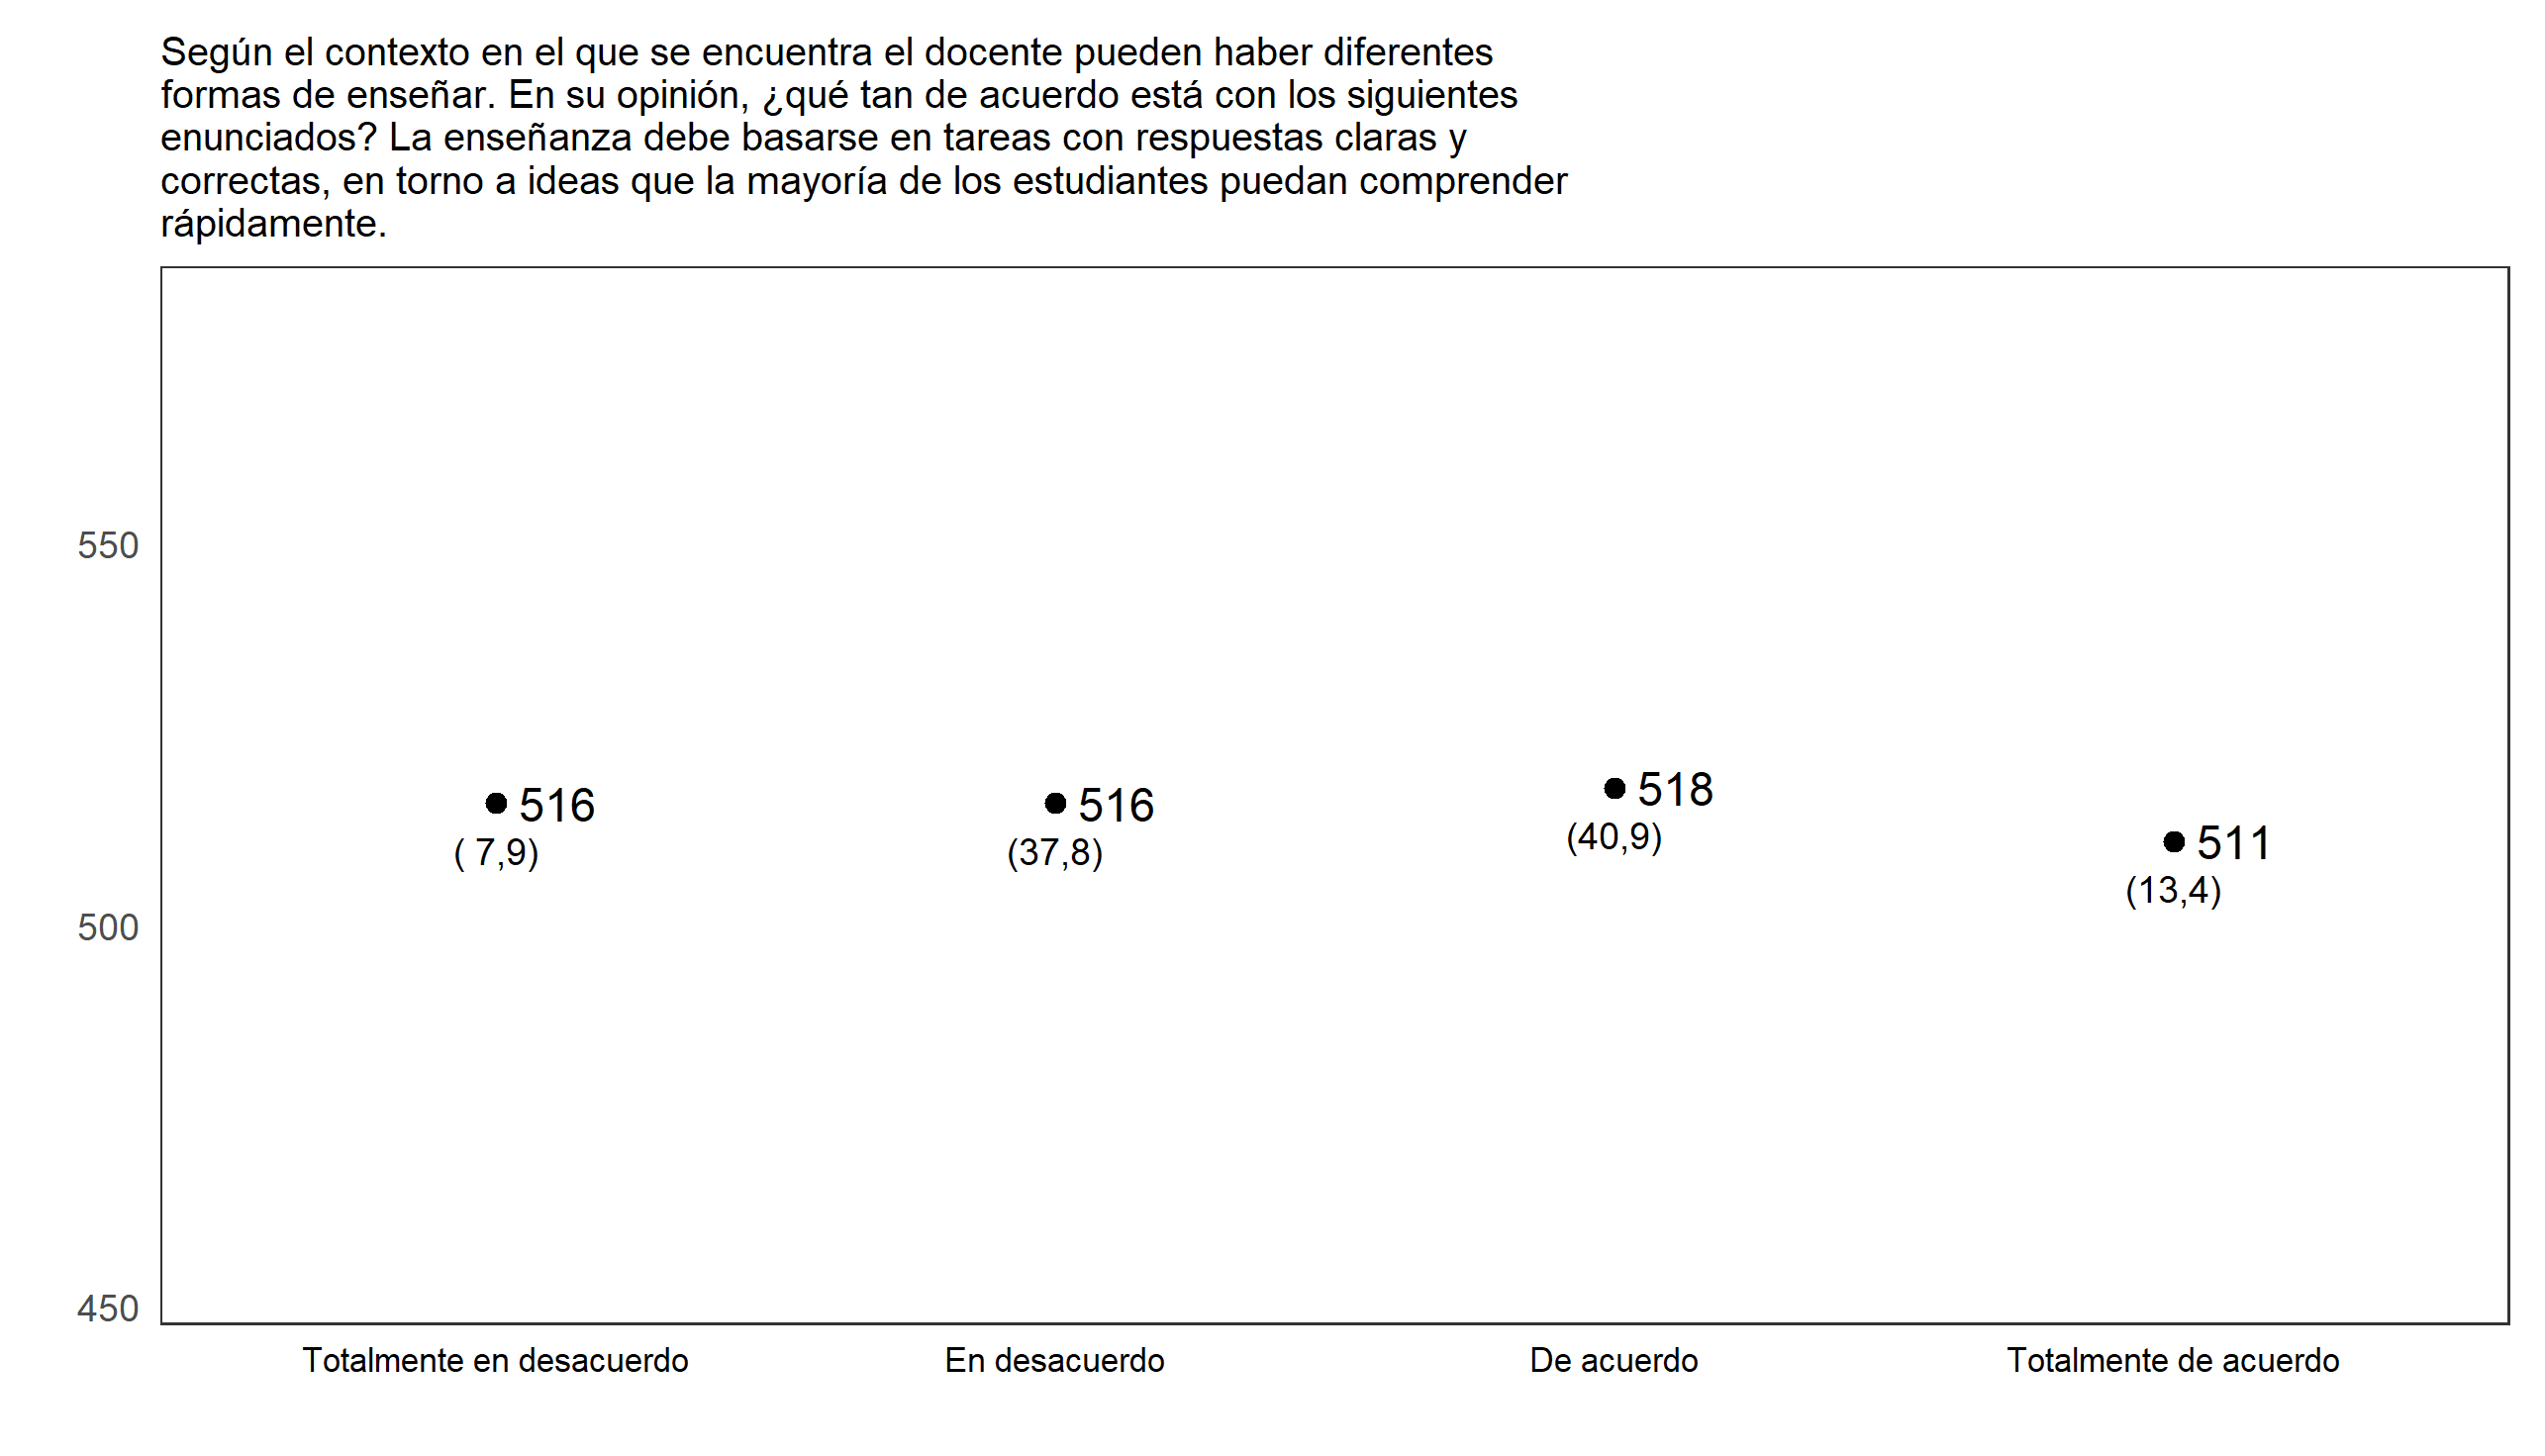 Según el contexto en el que se encuentra el docente pueden haber diferentes
formas de enseñar. En su opinión, ¿qué tan de acuerdo está con los siguientes
enunciados? La enseñanza debe basarse en tareas con respuestas claras y
correctas, en torno a ideas que la mayoría de los estudiantes puedan comprender
rápidamente.
550
500
450
516
( 7,9)
516
(37,8)
518
(40,9)
511
(13,4)
Totalmente en desacuerdo
En desacuerdo
De acuerdo
Totalmente de acuerdo